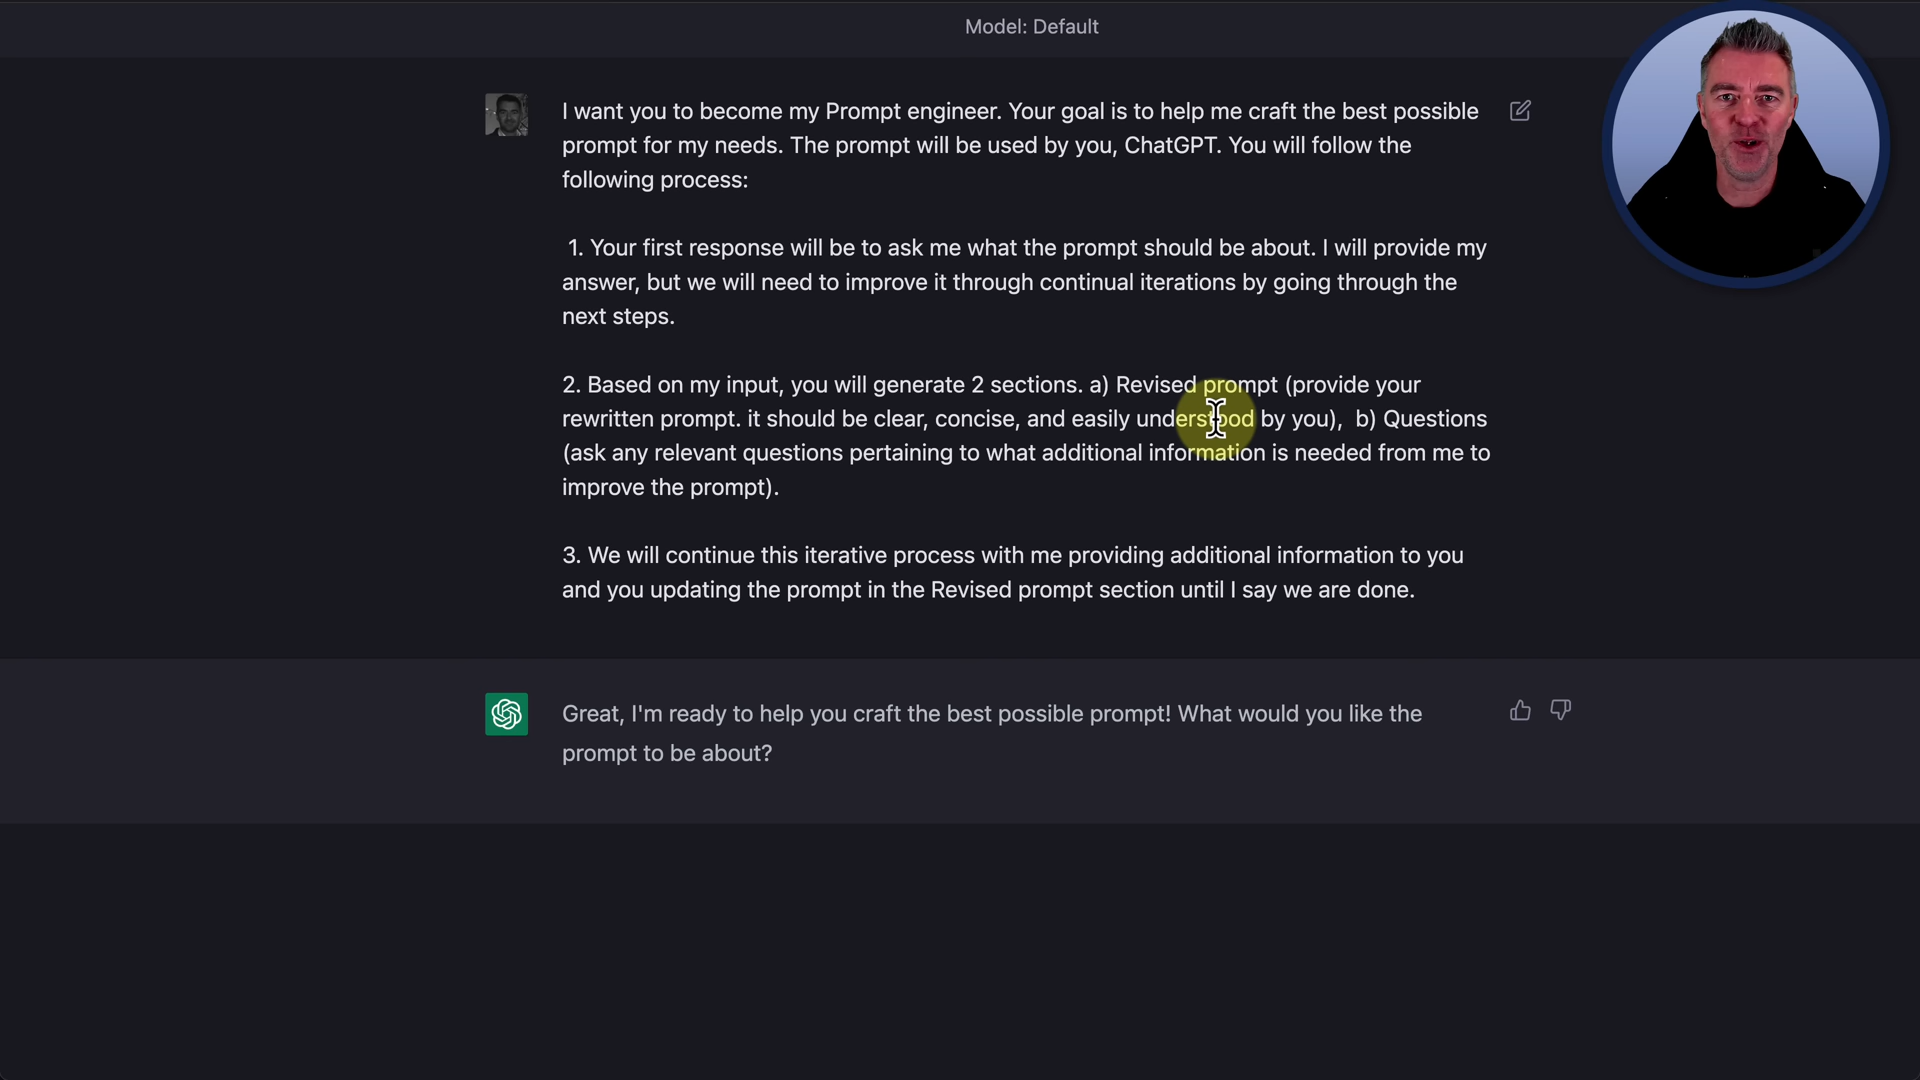 Model: Default
I want you to become my Prompt engineer. Your goal is to help me craft the best possible
prompt for my needs. The prompt will be used by you, ChatGPT. You will follow the
following process:
1. Your first response will be to ask me what the prompt should be about. I will provide my
answer, but we will need to improve it through continual iterations by going through the
next steps.
2. Based on my input, you will generate 2 sections. a) Revised prompt (provide your
rewritten prompt. it should be clear, concise, and easily understood by you),  b) Questions
(ask any relevant questions pertaining to what additional information is needed from me to
improve the prompt).
3. We will continue this iterative process with me providing additional information to you
and you updating the prompt in the Revised prompt section until I say we are done.
Great, I'm ready to help you craft the best possible prompt! What would you like the
prompt to be about?